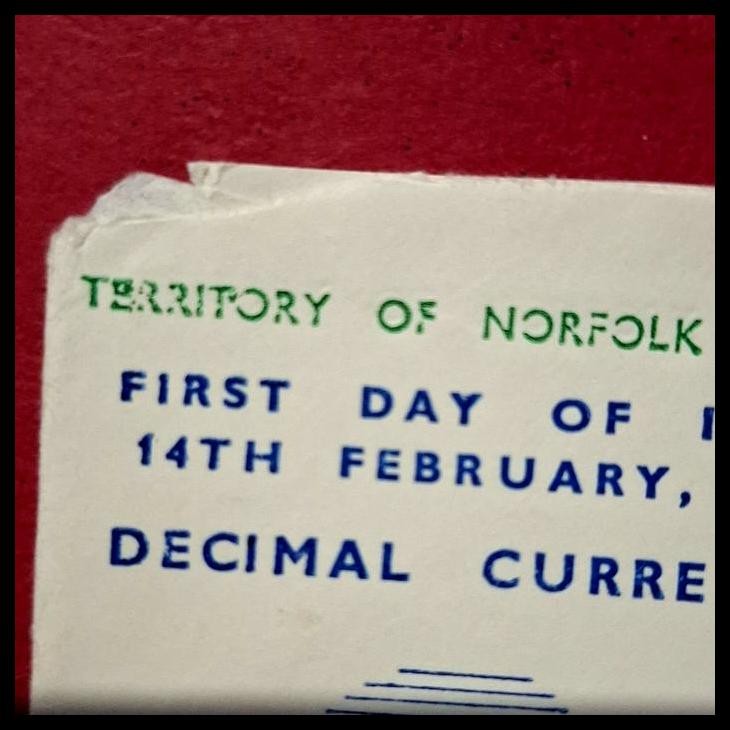 TERRITORY OF NORFOLK
FIRST DAY OF
14TH FEBRUARY,
DECIMAL CURRE